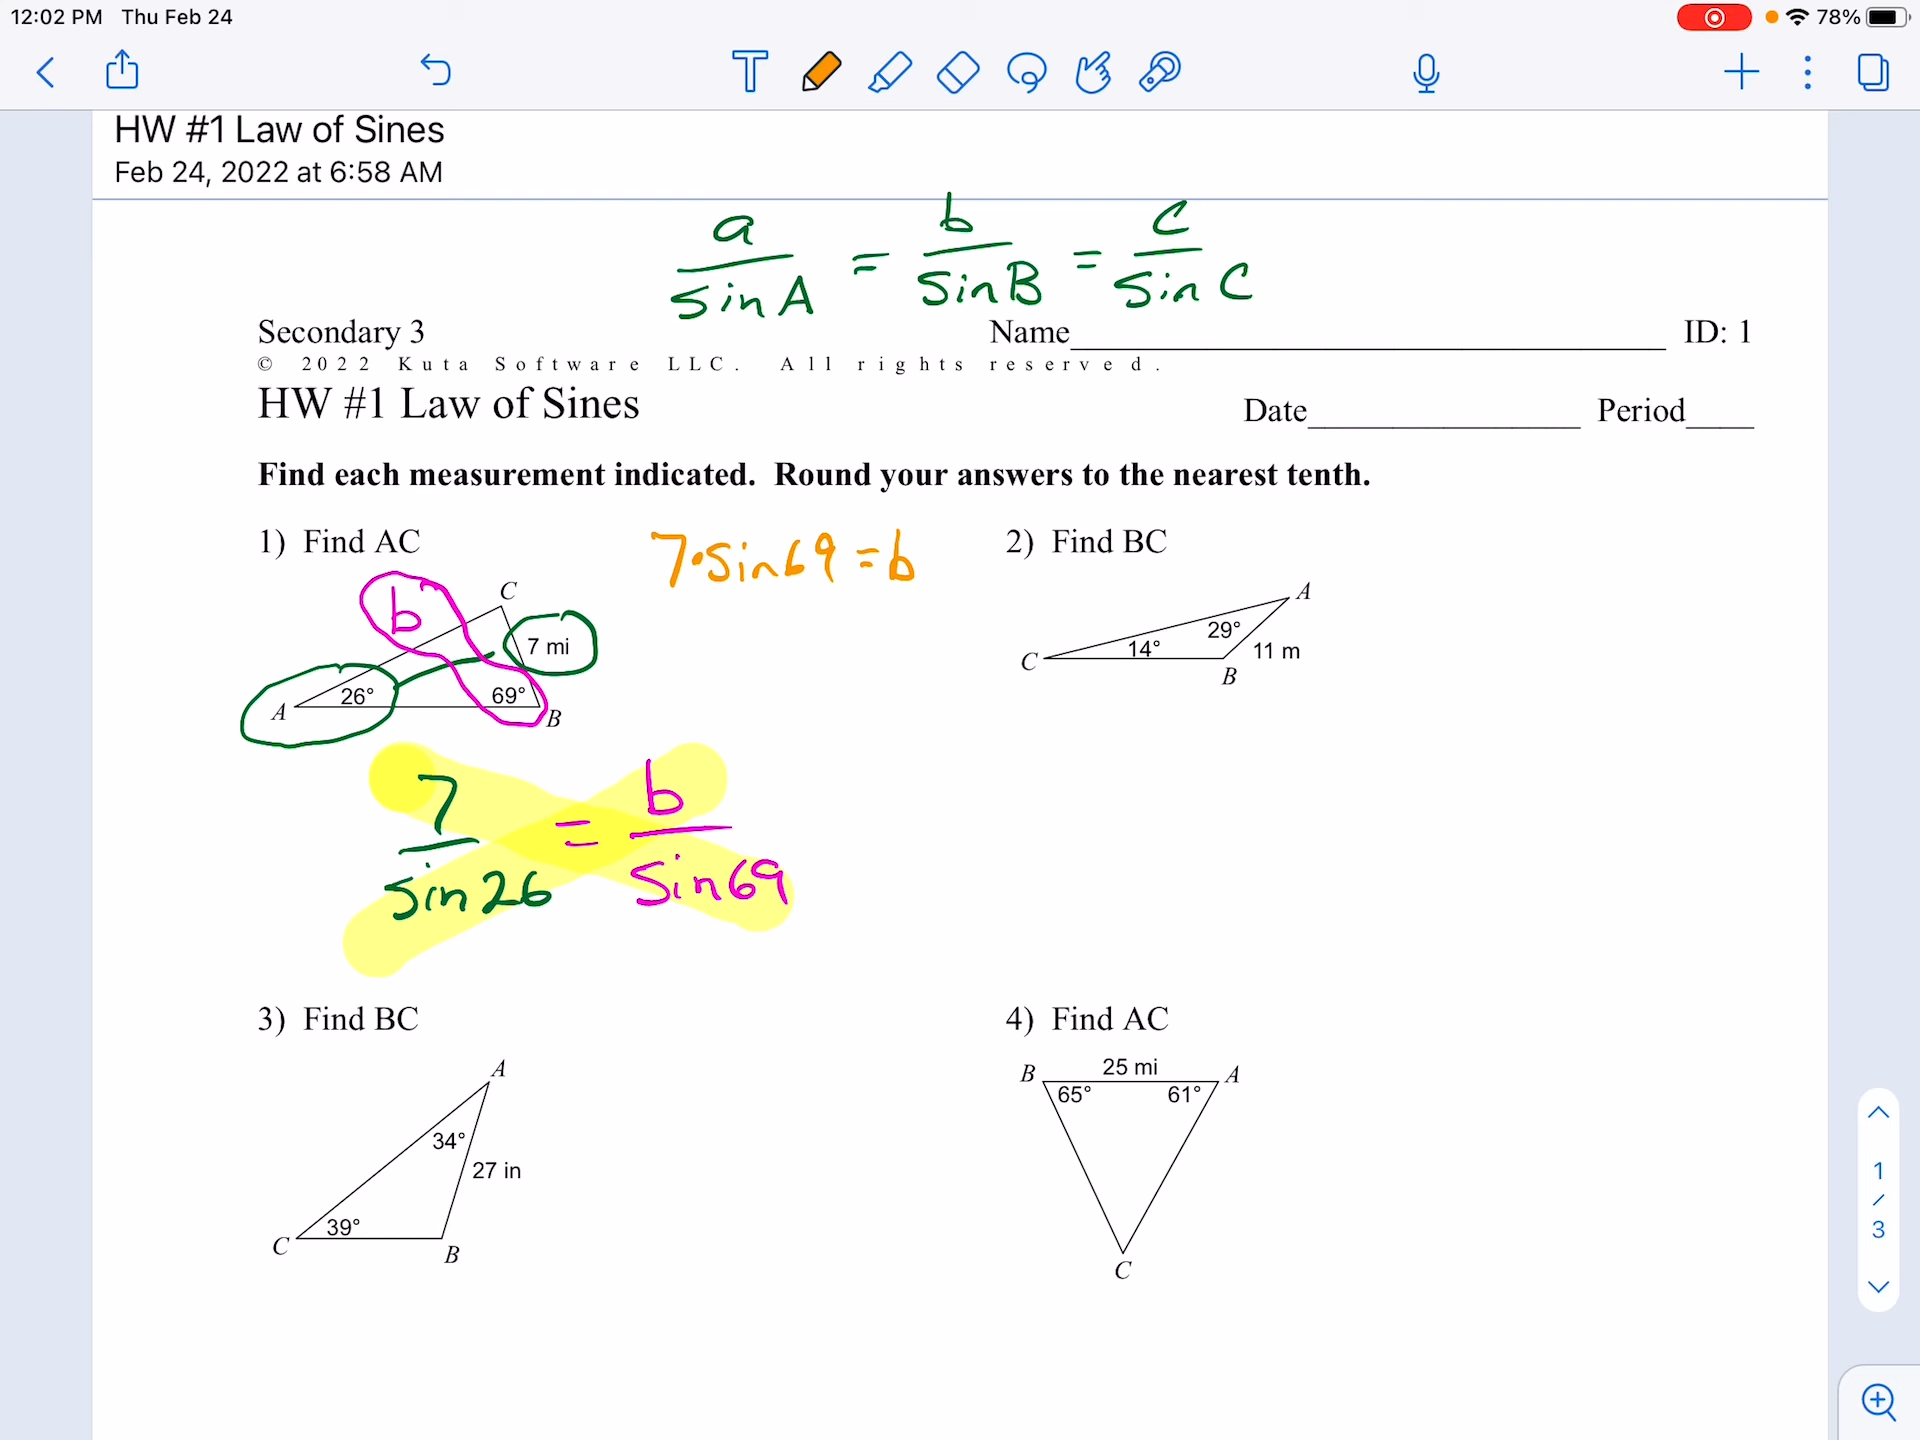 12:02 PM Thu Feb 24 78%
T
HW #1 Law of Sines
Feb 24, 2022 at 6:58 AM
a/sin A = b/sin B = c/sin C
Secondary 3 Name ID: 1
© 2022 Kuta Software LLC. All rights reserved.
HW #1 Law of Sines Date Period
Find each measurement indicated. Round your answers to the nearest tenth.
1) Find AC
7·sin69=b
b
C
7 mi
26°
69°
A
B
7/sin26 = b/sin69
2) Find BC
A
29°
14°
11 m
C
B
3) Find BC
A
34°
27 in
39°
C
B
4) Find AC
25 mi
B
A
65°
61°
C
1
/
3